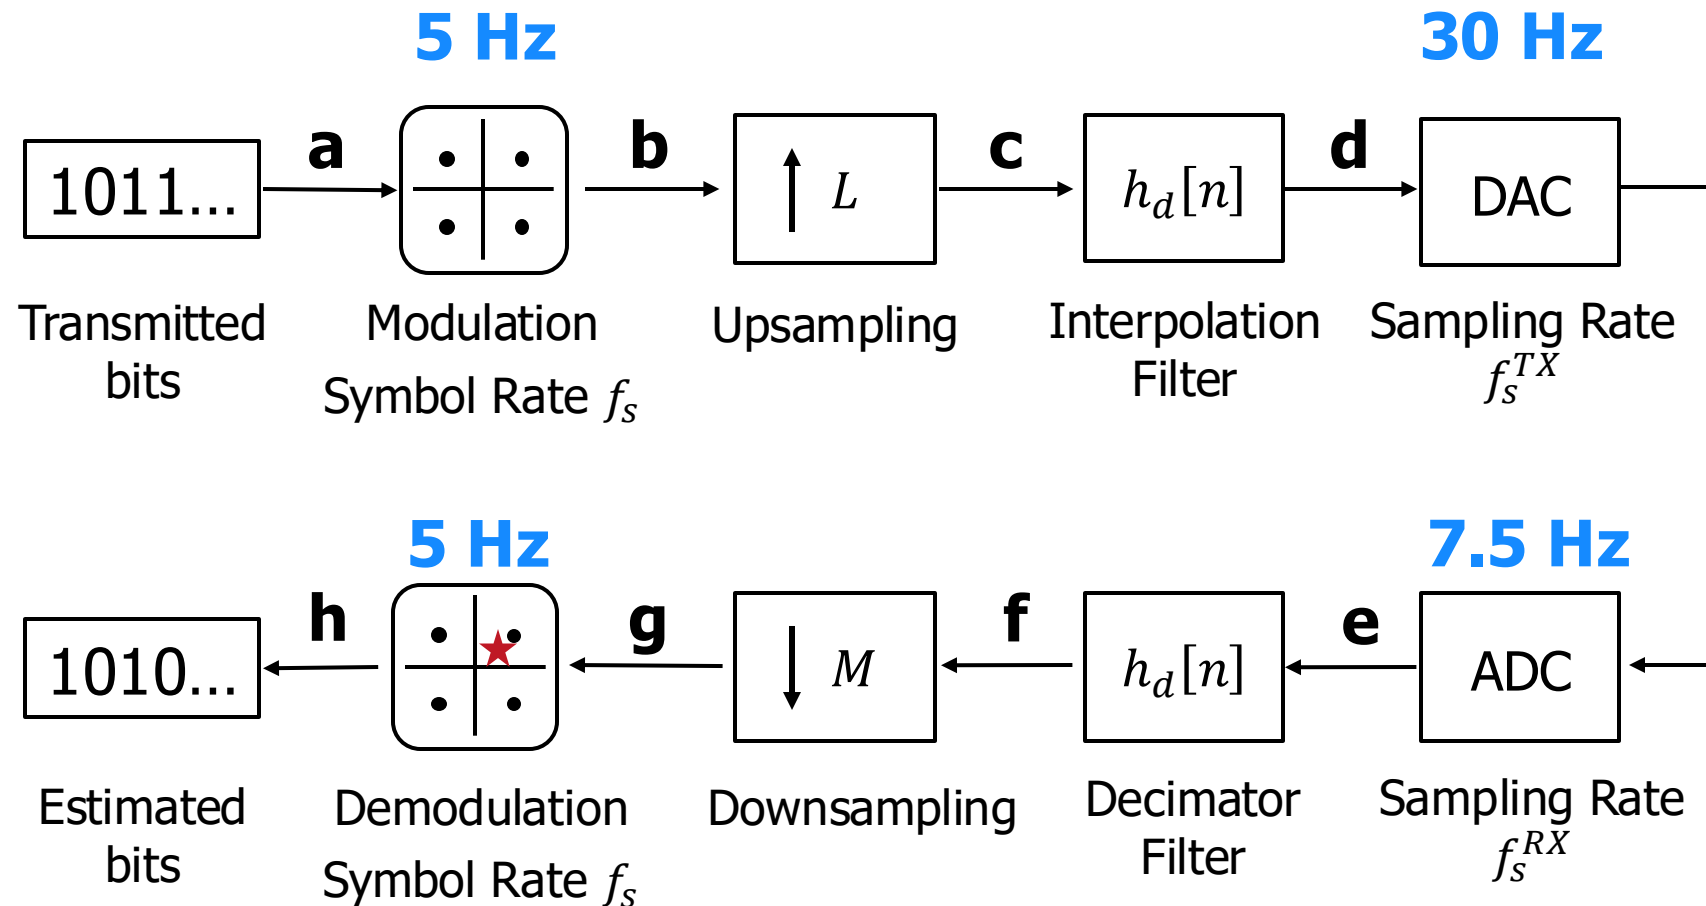 5 Hz
30 Hz
a
b
c
d
1011...
↑ L
h_d[n]
DAC
Transmitted
bits
Modulation
Symbol Rate f_s
Upsampling
Interpolation
Filter
Sampling Rate
f_s^{TX}
5 Hz
7.5 Hz
h
g
f
e
1010...
↓ M
h_d[n]
ADC
Estimated
bits
Demodulation
Symbol Rate f_s
Downsampling
Decimator
Filter
Sampling Rate
f_s^{RX}